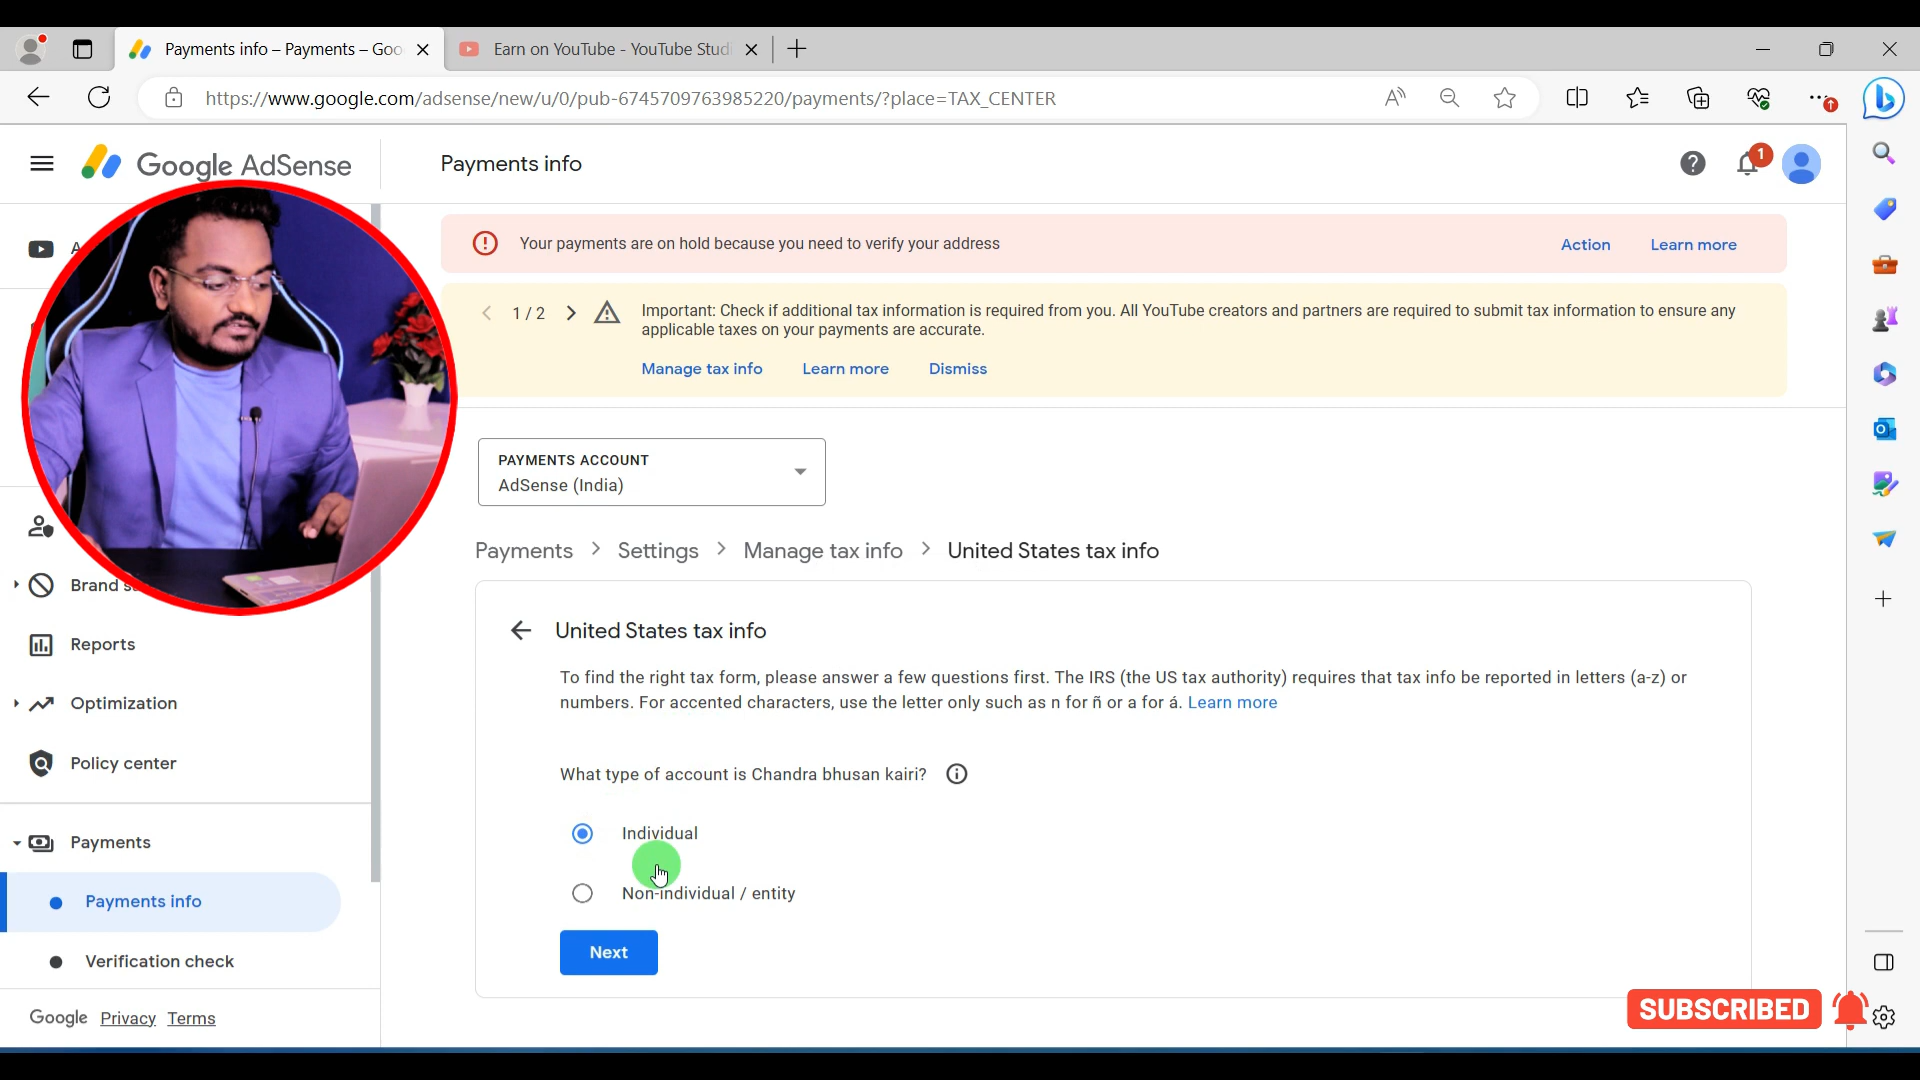 Payments info – Payments – Goo
Earn on YouTube - YouTube Studi
https://www.google.com/adsense/new/u/0/pub-6745709763985220/payments/?place=TAX_CENTER
Google AdSense
Payments info
1
Your payments are on hold because you need to verify your address
Action
Learn more
1 / 2
Important: Check if additional tax information is required from you. All YouTube creators and partners are required to submit tax information to ensure any
applicable taxes on your payments are accurate.
Manage tax info
Learn more
Dismiss
PAYMENTS ACCOUNT
AdSense (India)
Payments > Settings > Manage tax info > United States tax info
United States tax info
To find the right tax form, please answer a few questions first. The IRS (the US tax authority) requires that tax info be reported in letters (a-z) or
numbers. For accented characters, use the letter only such as n for ñ or a for á. Learn more
What type of account is Chandra bhusan kairi?
Individual
Non-individual / entity
Next
Brand
Reports
Optimization
Policy center
Payments
Payments info
Verification check
Google Privacy Terms
SUBSCRIBED